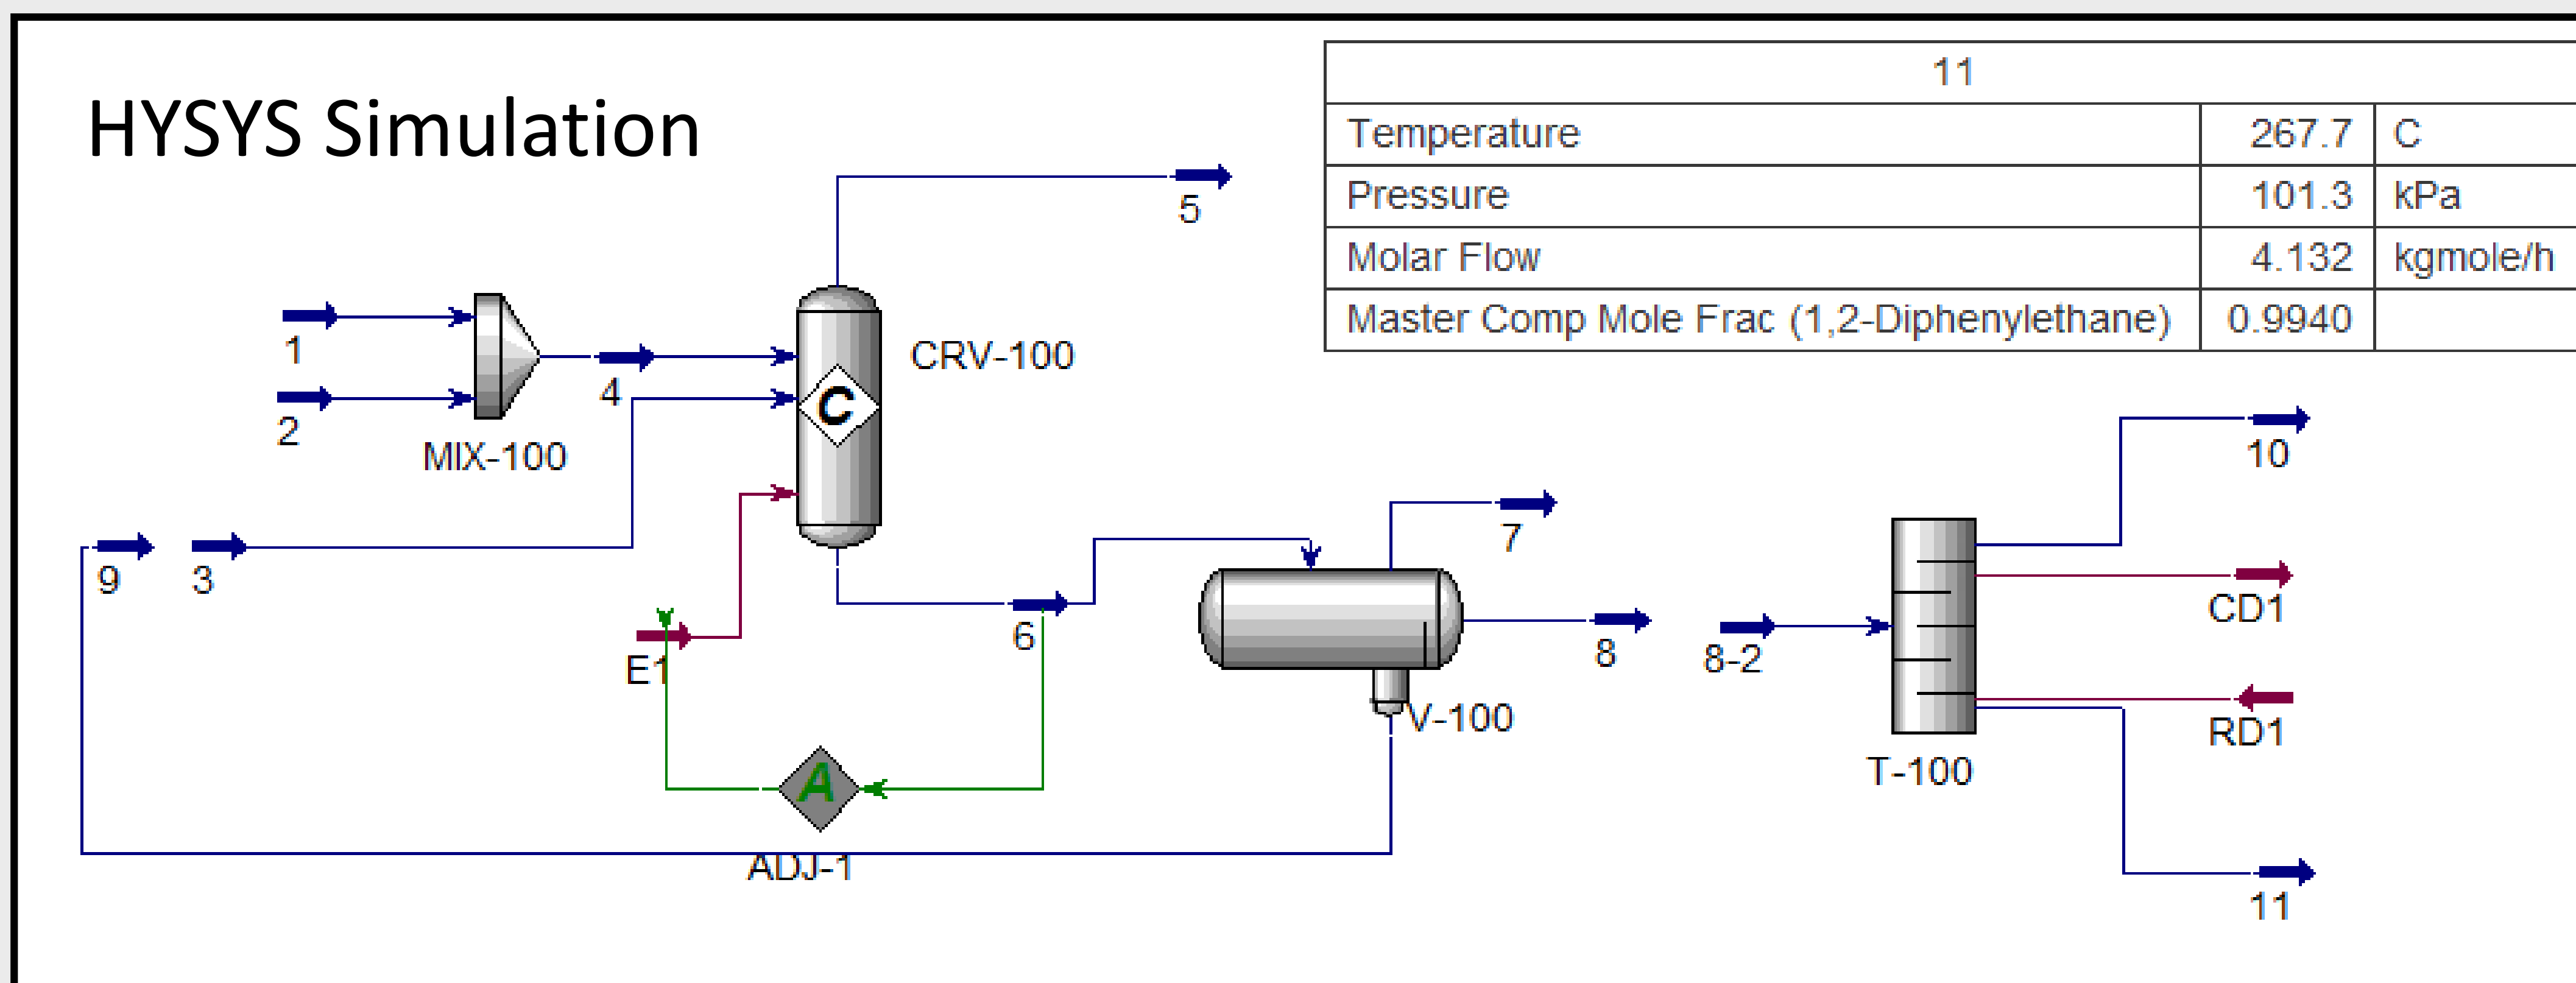 HYSYS Simulation
11
Temperature 267.7 C
Pressure 101.3 kPa
Molar Flow 4.132 kgmole/h
Master Comp Mole Frac (1,2-Diphenylethane) 0.9940
5
1
CRV-100
4
C
2
10
MIX-100
7
9
3
CD1
6
8
8-2
E1
V-100
RD1
T-100
A
ADJ-1
11